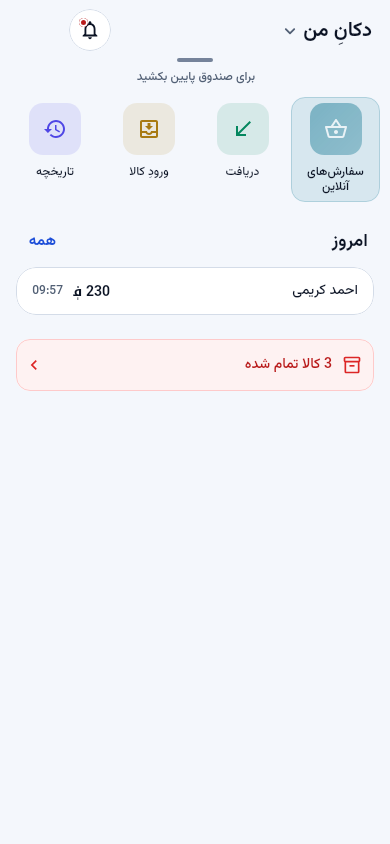 دکانِ من
برای صندوق پایین بکشید
سفارش‌های آنلاین
دریافت
ورود کالا
تاریخچه
امروز
همه
احمد کریمی
230 ؋
09:57
3 کالا تمام شده